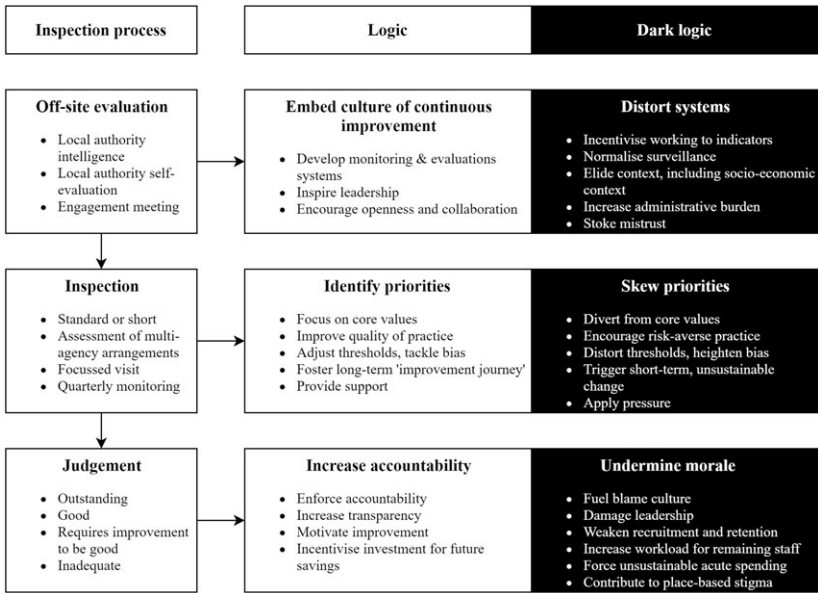 Inspection process
Logic
Dark logic
Off-site evaluation
• Local authority
intelligence
• Local authority self-
evaluation
• Engagement meeting
Embed culture of continuous
improvement
• Develop monitoring & evaluations
systems
• Inspire leadership
• Encourage openness and collaboration
Distort systems
• Incentivise working to indicators
• Normalise surveillance
• Elide context, including socio-economic
context
• Increase administrative burden
• Stoke mistrust
Inspection
• Standard or short
• Assessment of multi-
agency arrangements
• Focussed visit
• Quarterly monitoring
Identify priorities
• Focus on core values
• Improve quality of practice
• Adjust thresholds, tackle bias
• Foster long-term 'improvement journey'
• Provide support
Skew priorities
• Divert from core values
• Encourage risk-averse practice
• Distort thresholds, heighten bias
• Trigger short-term, unsustainable
change
• Apply pressure
Judgement
• Outstanding
• Good
• Requires improvement
to be good
• Inadequate
Increase accountability
• Enforce accountability
• Increase transparency
• Motivate improvement
• Incentivise investment for future
savings
Undermine morale
• Fuel blame culture
• Damage leadership
• Weaken recruitment and retention
• Increase workload for remaining staff
• Force unsustainable acute spending
• Contribute to place-based stigma